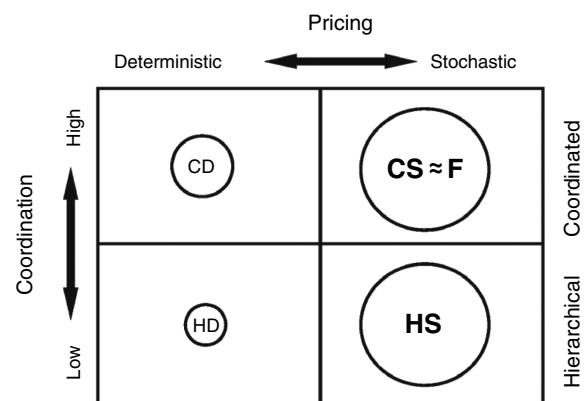 Pricing
Deterministic
Stochastic
High
Coordination
Low
CD
CS ≈ F
HD
HS
Coordinated
Hierarchical